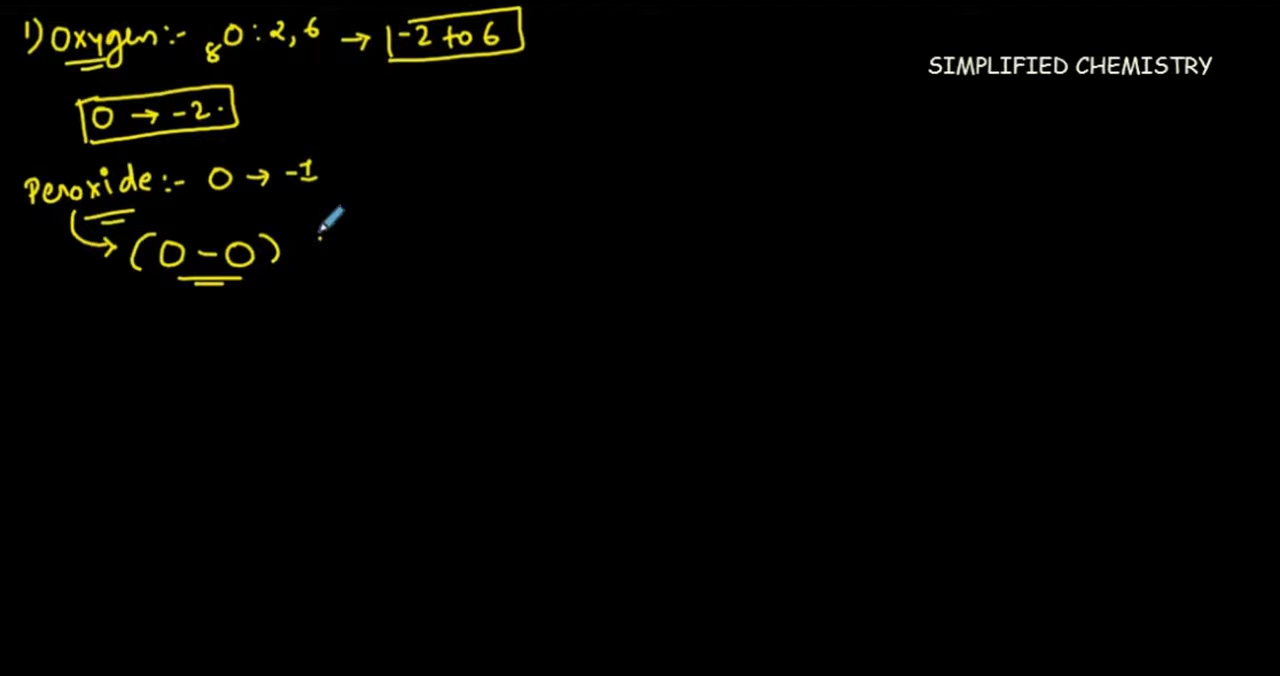 1) Oxygen :- ₈O : 2, 6 → -2 to 6
SIMPLIFIED CHEMISTRY
O → -2.
Peroxide :- O → -1
(O - O)